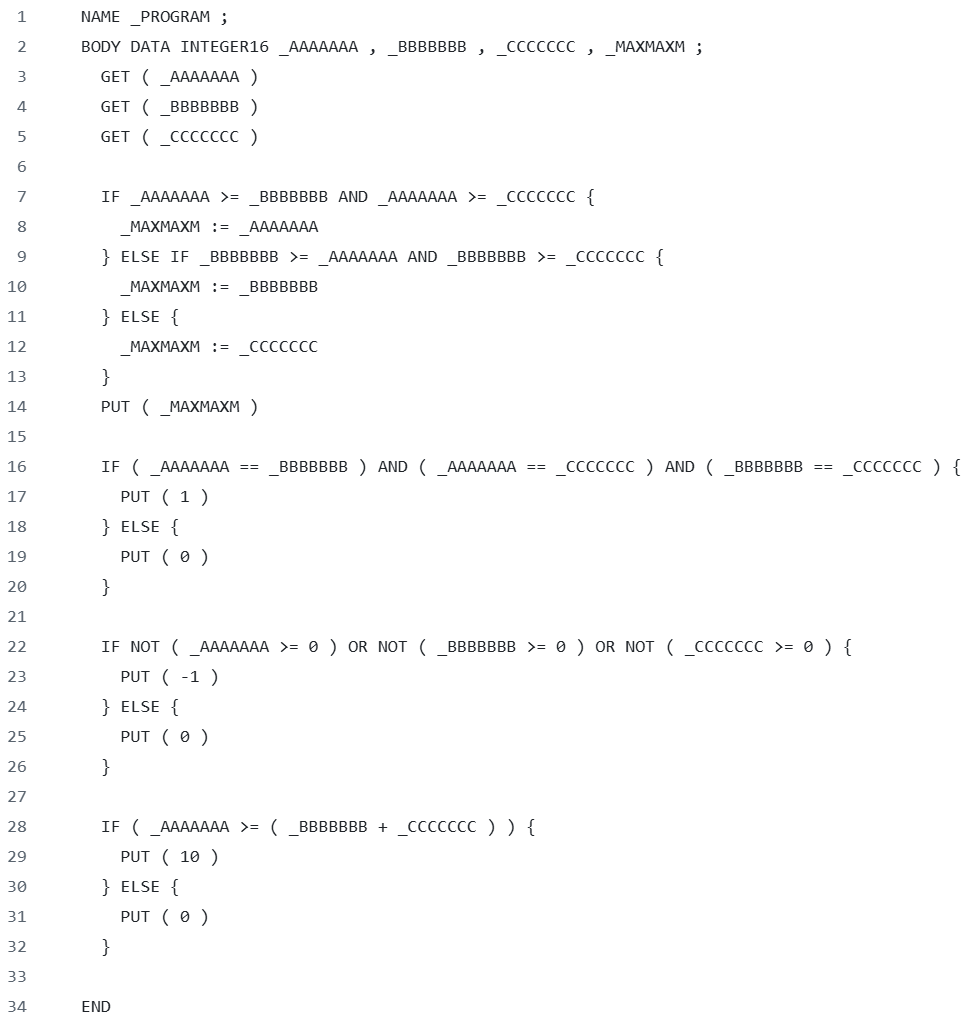 1 NAME _PROGRAM ;
2 BODY DATA INTEGER16 _AAAAAAA , _BBBBBBB , _CCCCCCC , _MAXMAXM ;
3 GET ( _AAAAAAA )
4 GET ( _BBBBBBB )
5 GET ( _CCCCCCC )
6
7 IF _AAAAAAA >= _BBBBBBB AND _AAAAAAA >= _CCCCCCC {
8 _MAXMAXM := _AAAAAAA
9 } ELSE IF _BBBBBBB >= _AAAAAAA AND _BBBBBBB >= _CCCCCCC {
10 _MAXMAXM := _BBBBBBB
11 } ELSE {
12 _MAXMAXM := _CCCCCCC
13 }
14 PUT ( _MAXMAXM )
15
16 IF ( _AAAAAAA == _BBBBBBB ) AND ( _AAAAAAA == _CCCCCCC ) AND ( _BBBBBBB == _CCCCCCC ) {
17 PUT ( 1 )
18 } ELSE {
19 PUT ( 0 )
20 }
21
22 IF NOT ( _AAAAAAA >= 0 ) OR NOT ( _BBBBBBB >= 0 ) OR NOT ( _CCCCCCC >= 0 ) {
23 PUT ( -1 )
24 } ELSE {
25 PUT ( 0 )
26 }
27
28 IF ( _AAAAAAA >= ( _BBBBBBB + _CCCCCCC ) ) {
29 PUT ( 10 )
30 } ELSE {
31 PUT ( 0 )
32 }
33
34 END